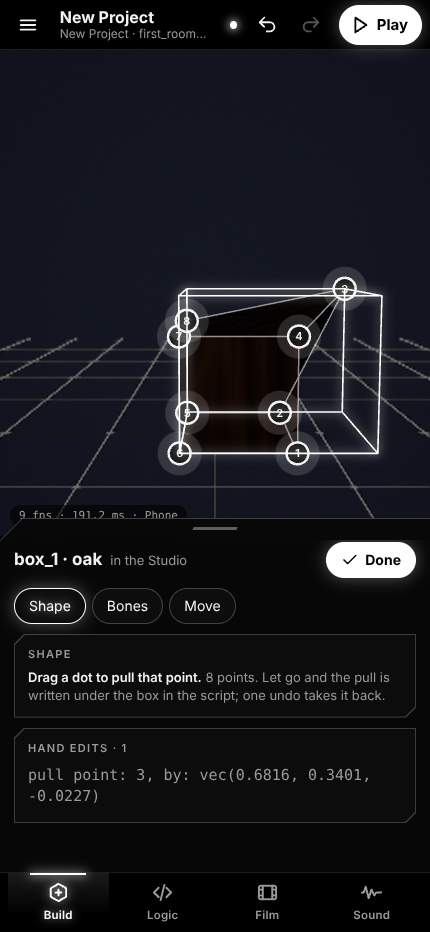 New Project
New Project · first_room...
Play
3
8
7
4
5
2
6
1
9 fps · 191.2 ms · Phone
box_1 · oak in the Studio
Done
Shape
Bones
Move
SHAPE
Drag a dot to pull that point. 8 points. Let go and the pull is
written under the box in the script; one undo takes it back.
HAND EDITS · 1
pull point: 3, by: vec(0.6816, 0.3401,
-0.0227)
Build
Logic
Film
Sound